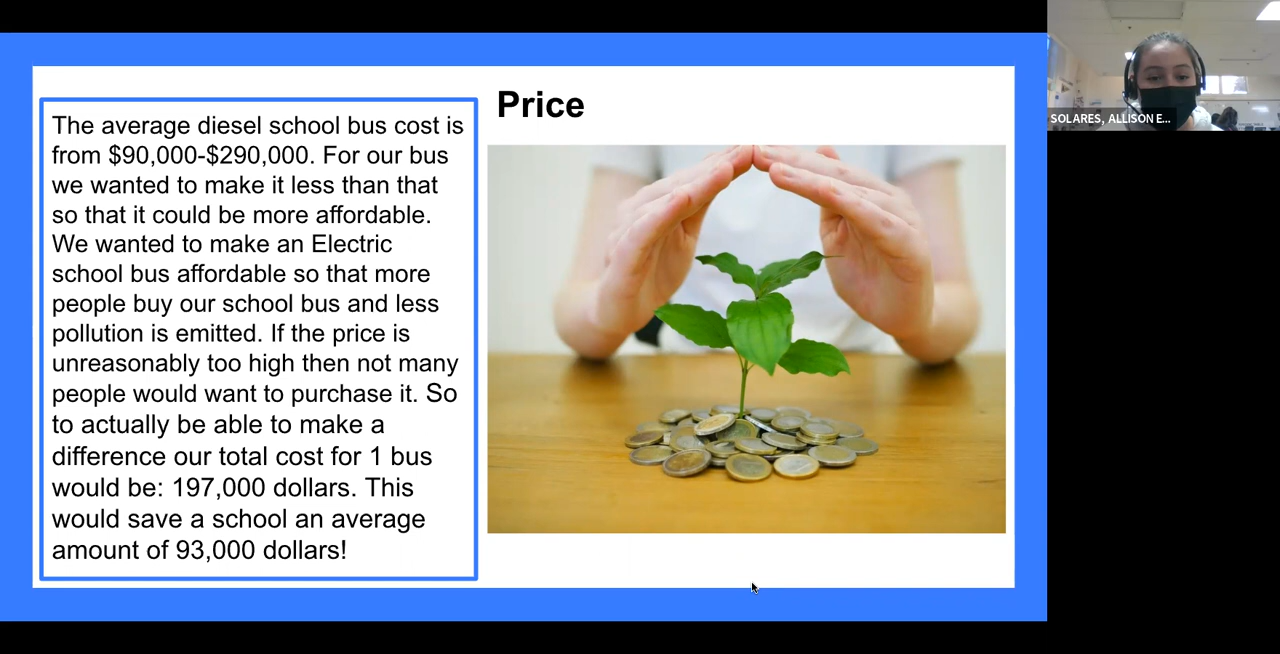 Price
The average diesel school bus cost is
from $90,000-$290,000. For our bus
we wanted to make it less than that
so that it could be more affordable.
We wanted to make an Electric
school bus affordable so that more
people buy our school bus and less
pollution is emitted. If the price is
unreasonably too high then not many
people would want to purchase it. So
to actually be able to make a
difference our total cost for 1 bus
would be: 197,000 dollars. This
would save a school an average
amount of 93,000 dollars!
SOLARES, ALLISON E...